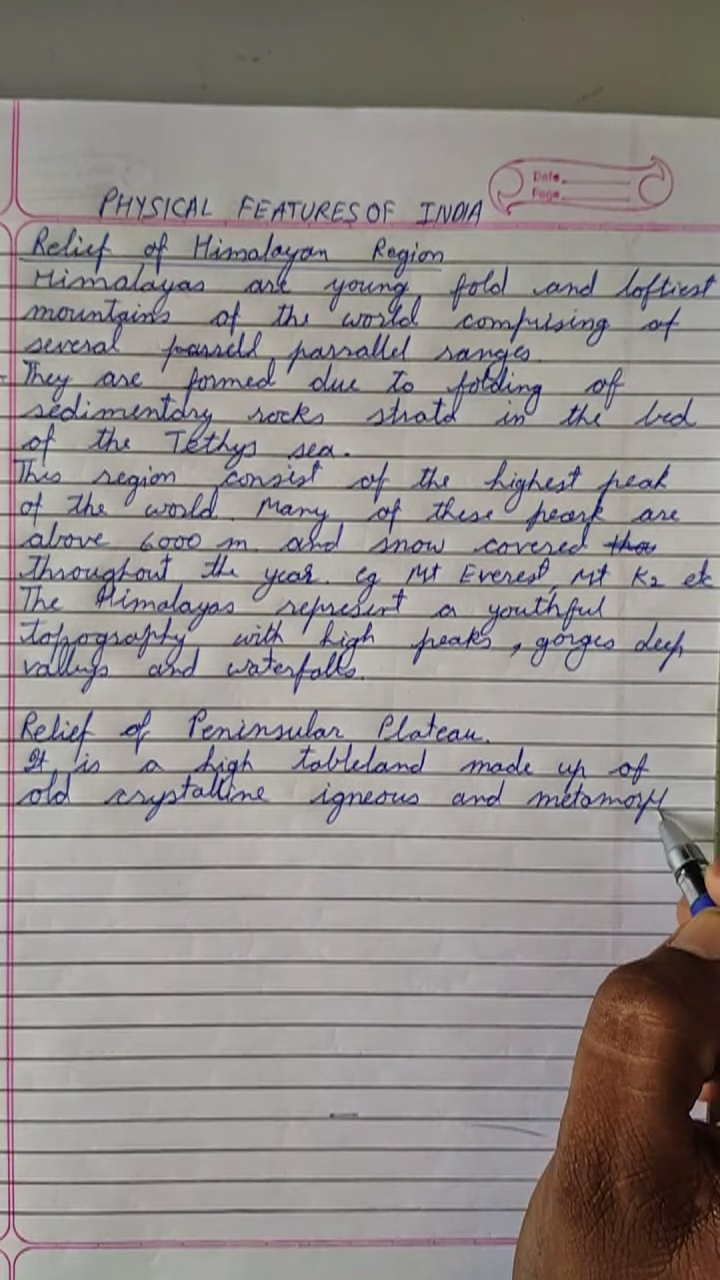 Date
Page
PHYSICAL FEATURES OF INDIA
Relief of Himalayan Region
Himalayas are young fold and loftiest
mountains of the world comprising of
several parrallel ranges.
They are formed due to folding of
sedimentary rocks strata in the bed
of the Tethys sea.
This region consist of the highest peak
of the world. Many of these peark are
above 6000 m. and snow covered
throughout the year. eg Mt Everest, Mt K2 etc
The Himalayas represent a youthful
topography with high peaks, gorges deep
valleys and waterfalls.
Relief of Peninsular Plateau.
It is a high tableland made up of
old crystalline igneous and metamorp